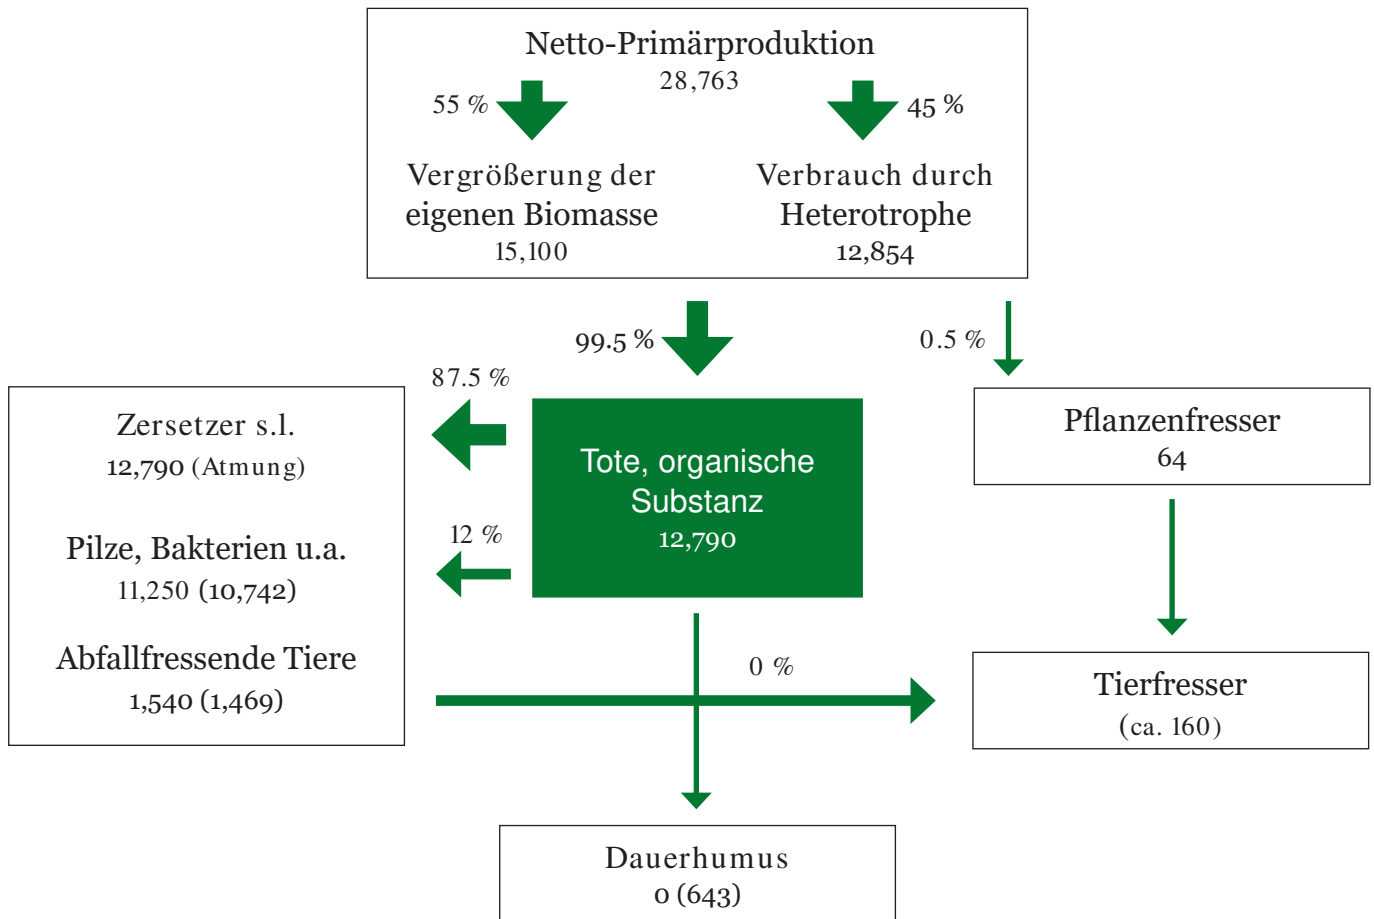 Netto-Primärproduktion
28,763
55 %
45 %
Vergrößerung der
eigenen Biomasse
15,100
Verbrauch durch
Heterotrophe
12,854
99.5 %
0.5 %
87.5 %
Zersetzer s.l.
12,790 (Atmung)
Pilze, Bakterien u.a.
11,250 (10,742)
Abfallfressende Tiere
1,540 (1,469)
12 %
Tote, organische
Substanz
12,790
Pflanzenfresser
64
0 %
Tierfresser
(ca. 160)
Dauerhumus
0 (643)